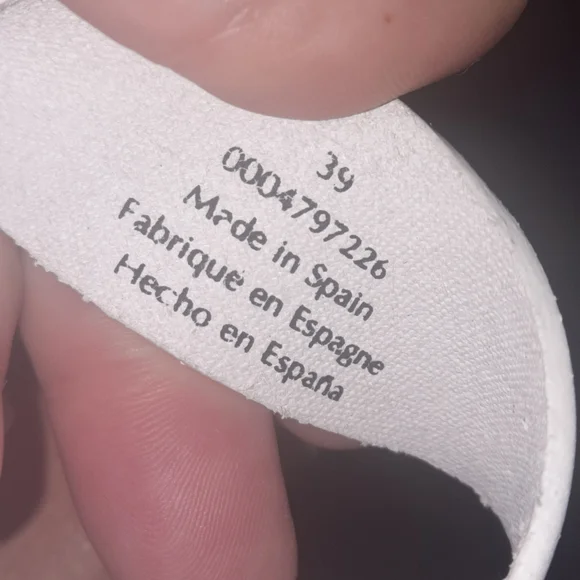 39
0004797226
Made in Spain
Fabriqué en Espagne
Hecho en España